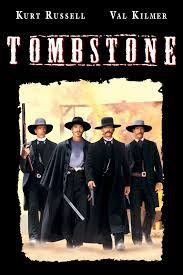 KURT RUSSELL VAL KILMER
TOMBSTONE